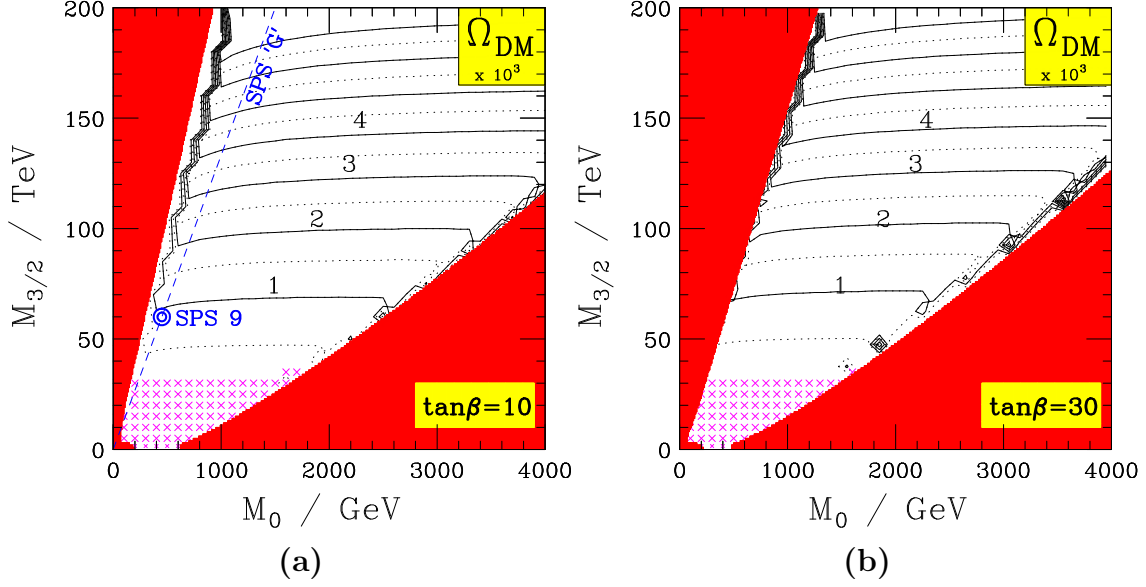 200
150
100
50
0
M3/2 / TeV
0 1000 2000 3000 4000
M0 / GeV
ΩDM
x 10³
SPS 'G'
4
3
2
1
SPS 9
tanβ=10
(a)
200
150
100
50
0
M3/2 / TeV
0 1000 2000 3000 4000
M0 / GeV
ΩDM
x 10³
4
3
2
1
tanβ=30
(b)